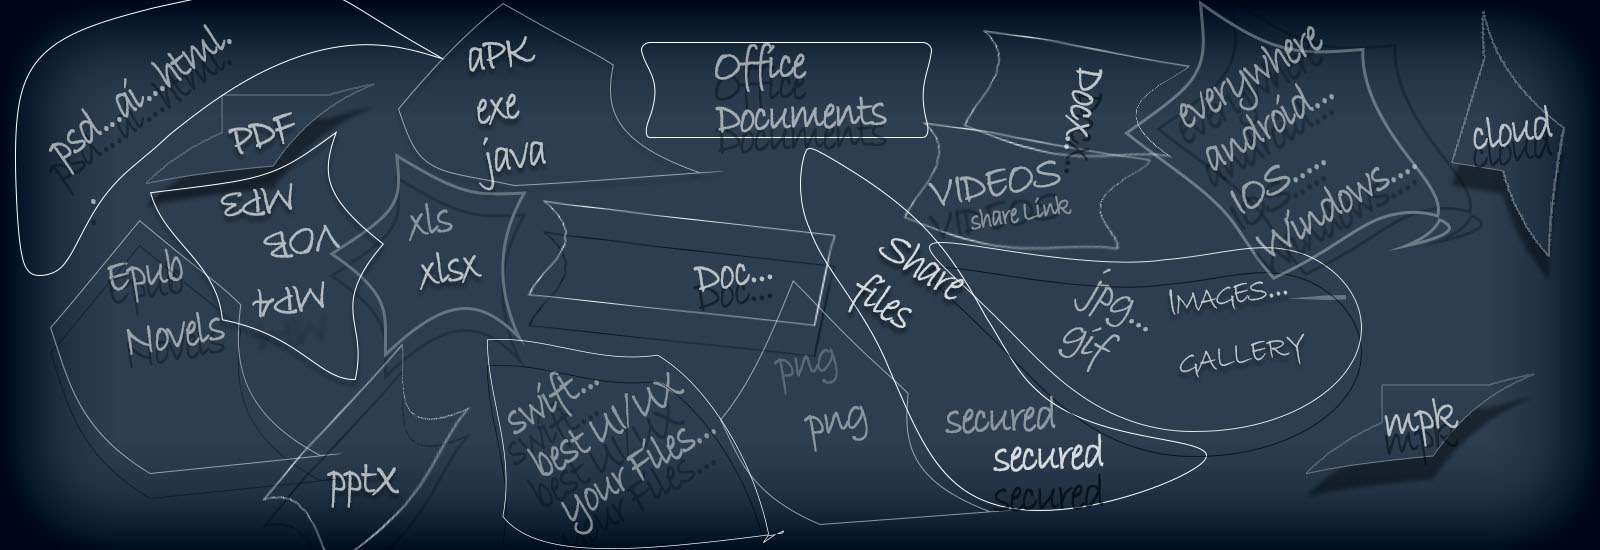 psd...ai...html.
.
PDF
MP3
VOB
MP4
Epub
Novels
aPK
exe
java
xls
xlsx
pptx
Office
Documents
Doc...
swift...
best UI/UX
your Files...
png
png
Share
files
secured
secured
secured
Docx..
VIDEOS
share Link
jpg...
gif
IMAGES...
GALLERY
everywhere
android...
iOS.....
Windows....
cloud
mpk